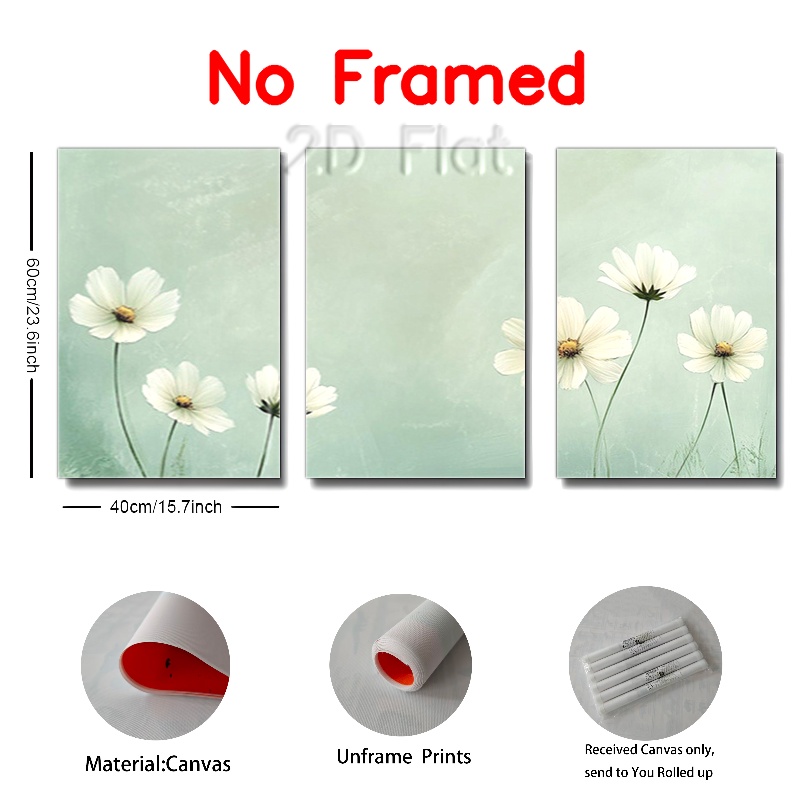 No Framed
2D Flat
60cm/23.6inch
40cm/15.7inch
Material:Canvas
Unframe Prints
Received Canvas only,
send to You Rolled up